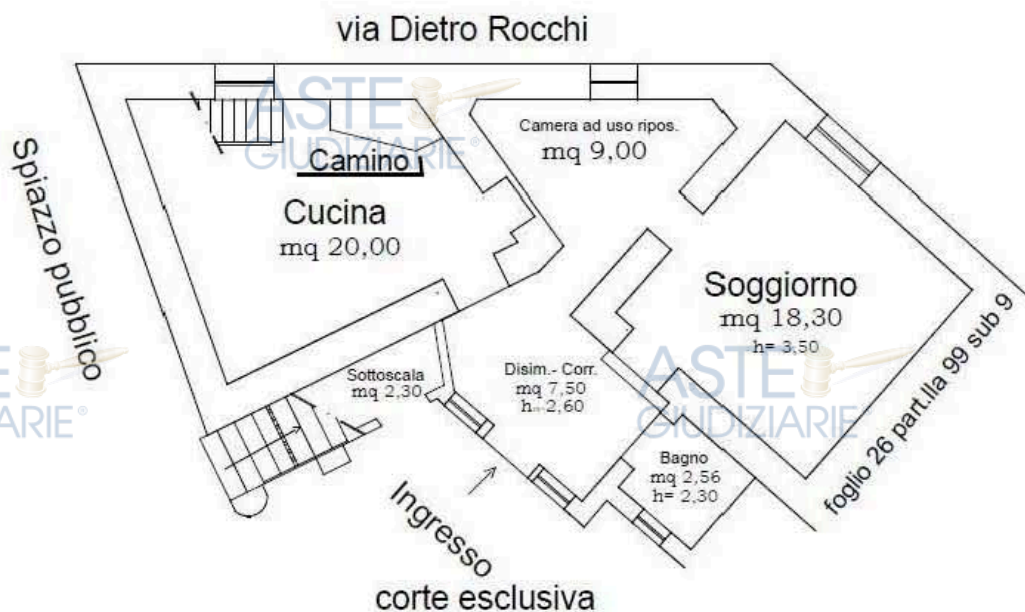 via Dietro Rocchi
ASTE
GIUDIZIARIE®
Camera ad uso ripos.
mq 9,00
Camino
Cucina
mq 20,00
Spiazzo pubblico
Soggiorno
mq 18,30
h= 3,50
foglio 26 part.lla 99 sub 9
Sottoscala
mq 2,30
Disim.- Corr.
mq 7,50
h= 2,60
ASTE
GIUDIZIARIE®
E
ARIE®
Bagno
mq 2,56
h= 2,30
Ingresso
corte esclusiva